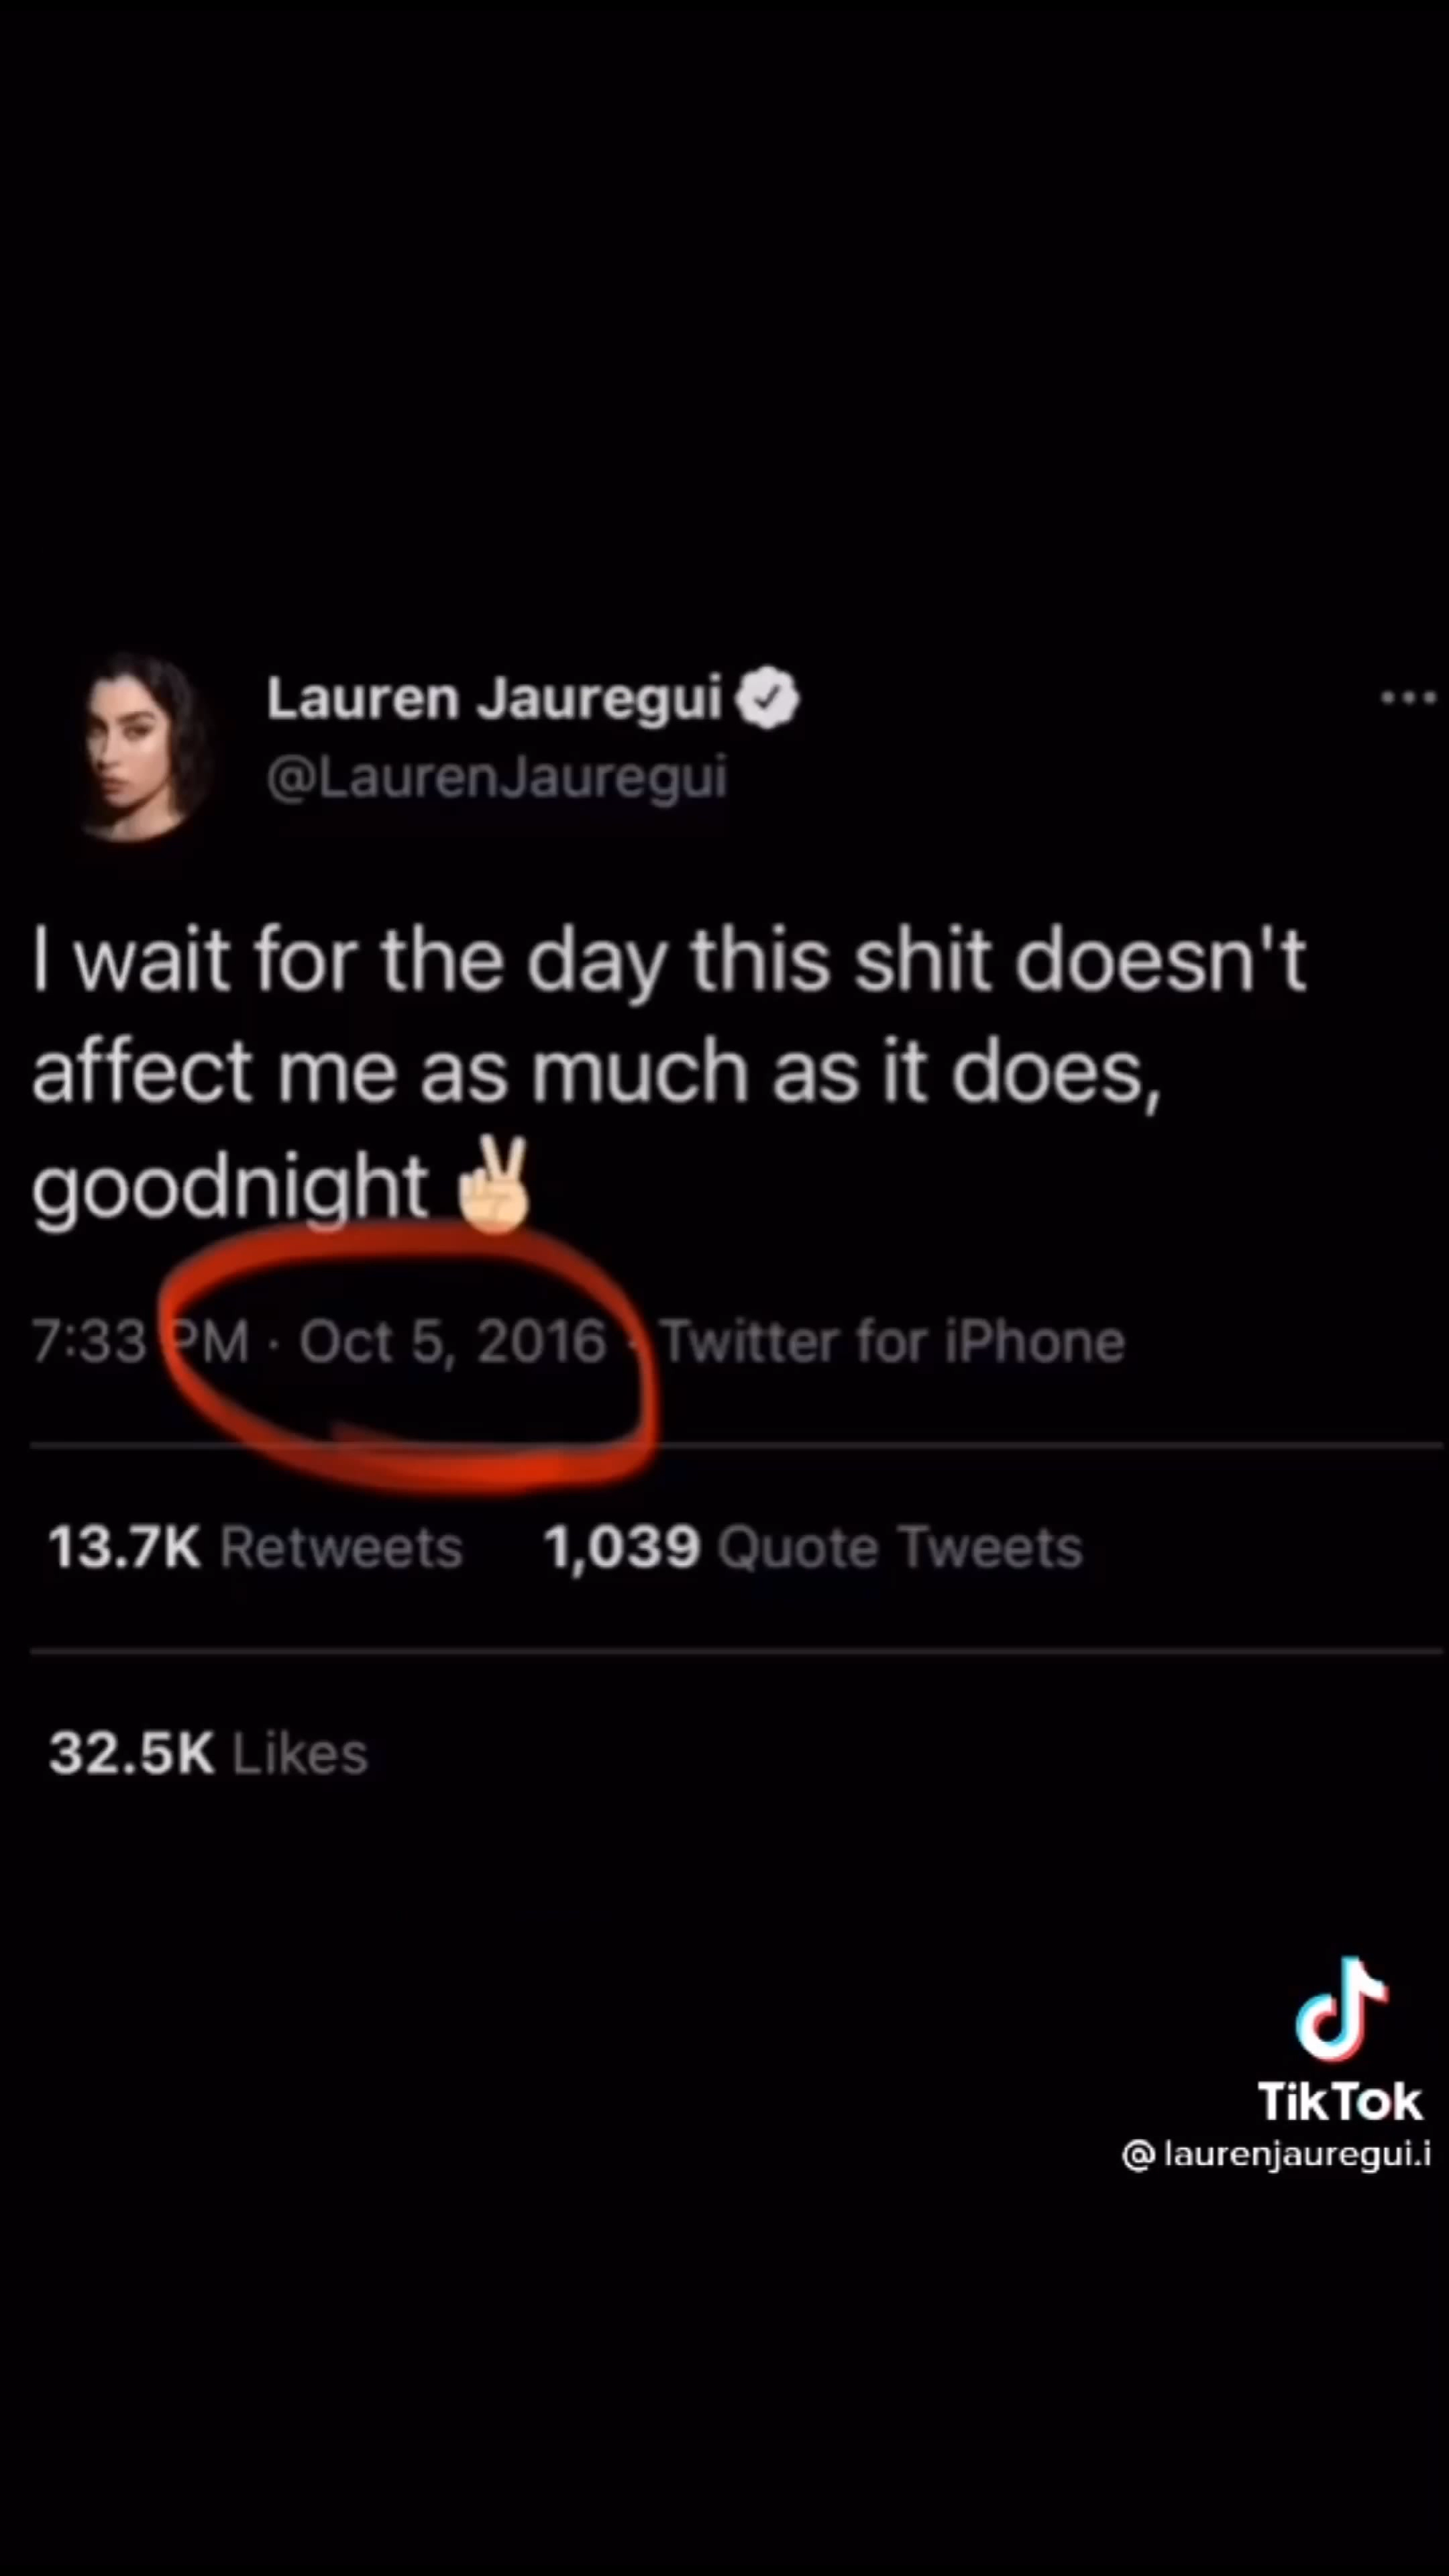 Lauren Jauregui
@LaurenJauregui
I wait for the day this shit doesn't
affect me as much as it does,
goodnight ✌🏼
7:33 PM · Oct 5, 2016 · Twitter for iPhone
13.7K Retweets 1,039 Quote Tweets
32.5K Likes
TikTok
@laurenjauregui.i